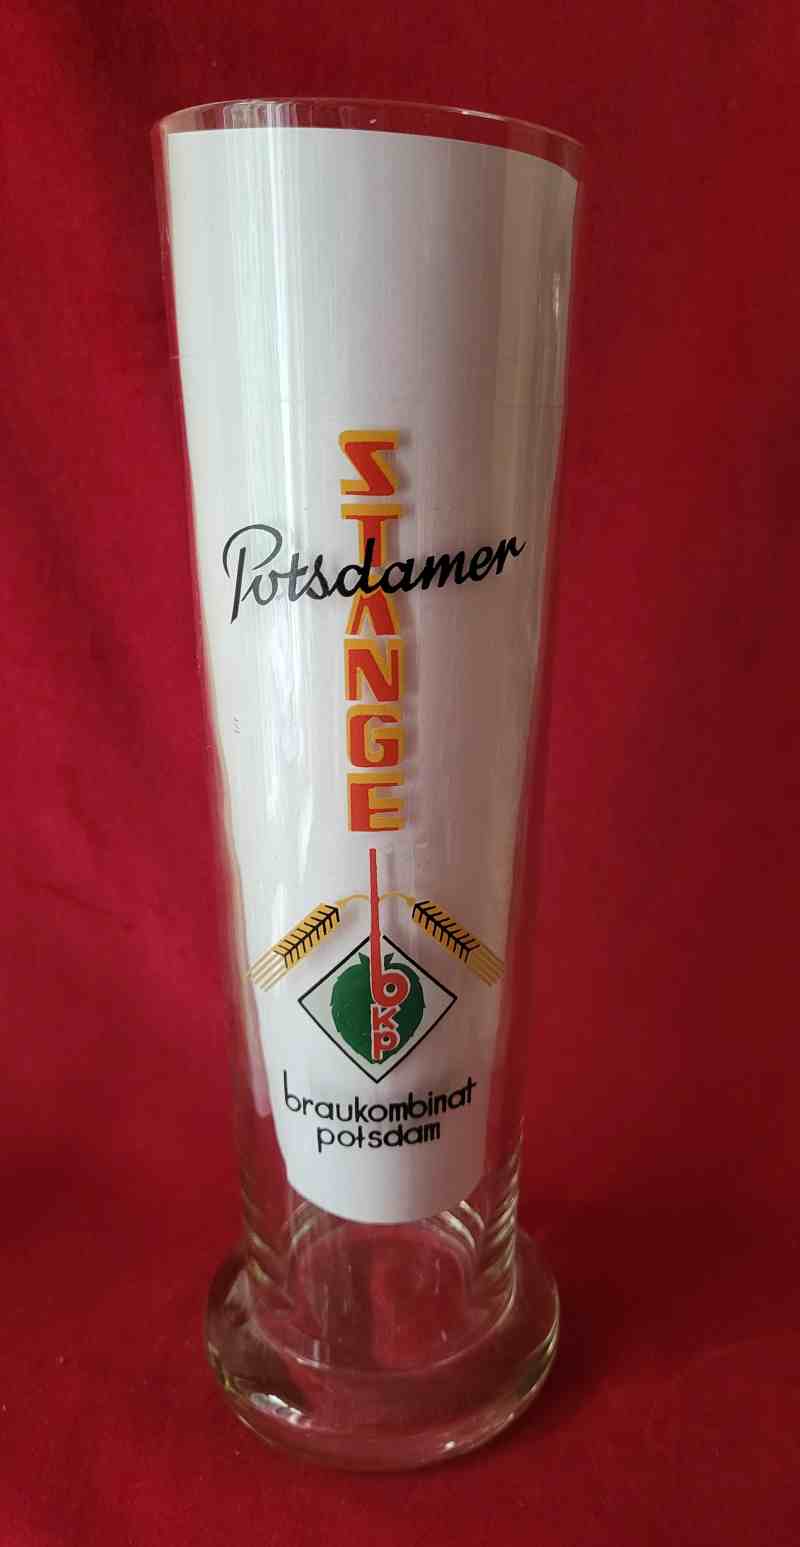 Potsdamer
STANGE
bkp
braukombinat
potsdam